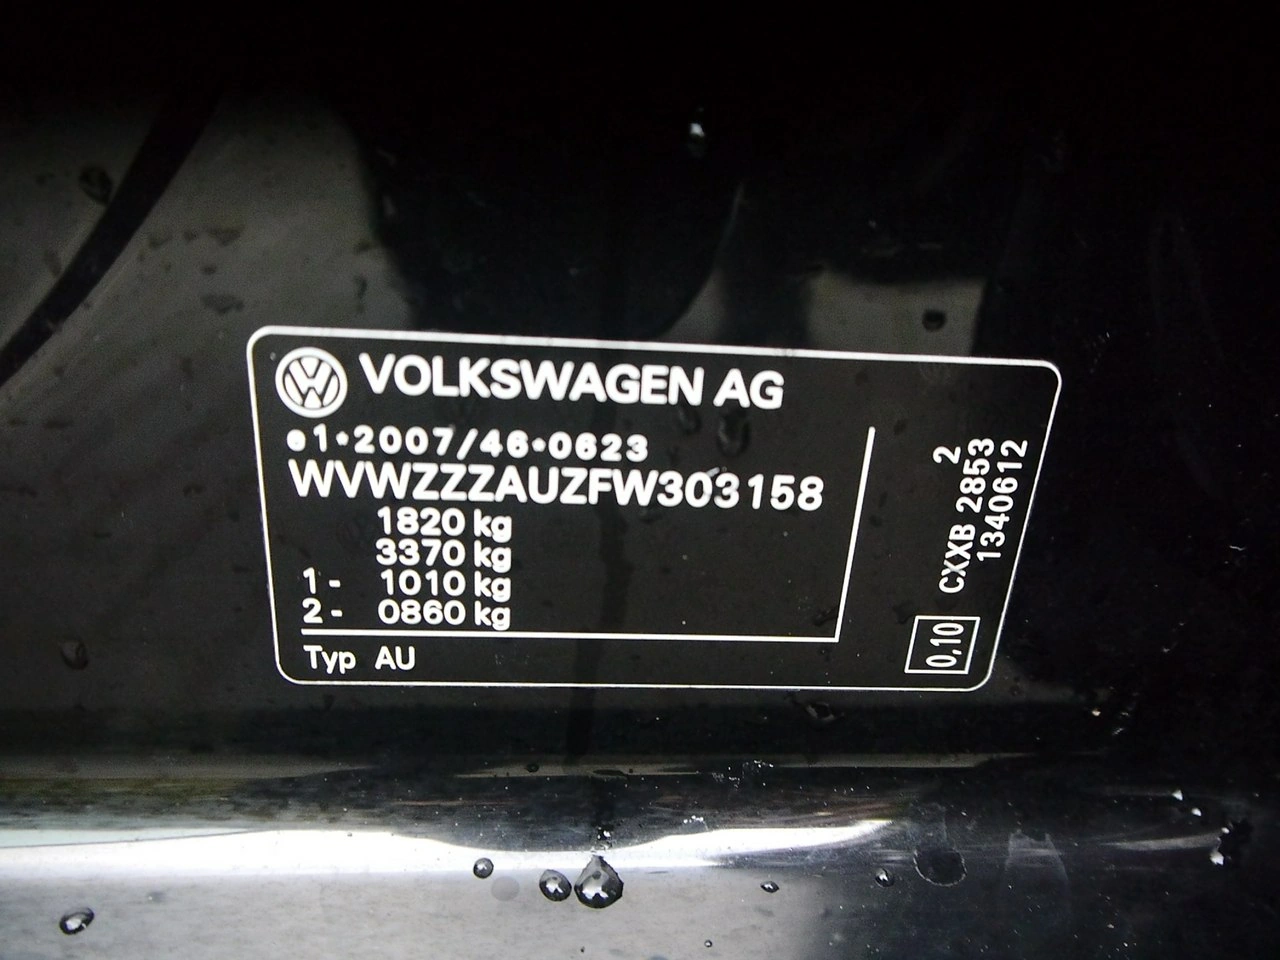 VOLKSWAGEN AG
e1*2007/46*0623
WVWZZZAUZFW303158
1820 kg
3370 kg
1- 1010 kg
2- 0860 kg
Typ AU
2
CXXB 2853
1340612
0,10